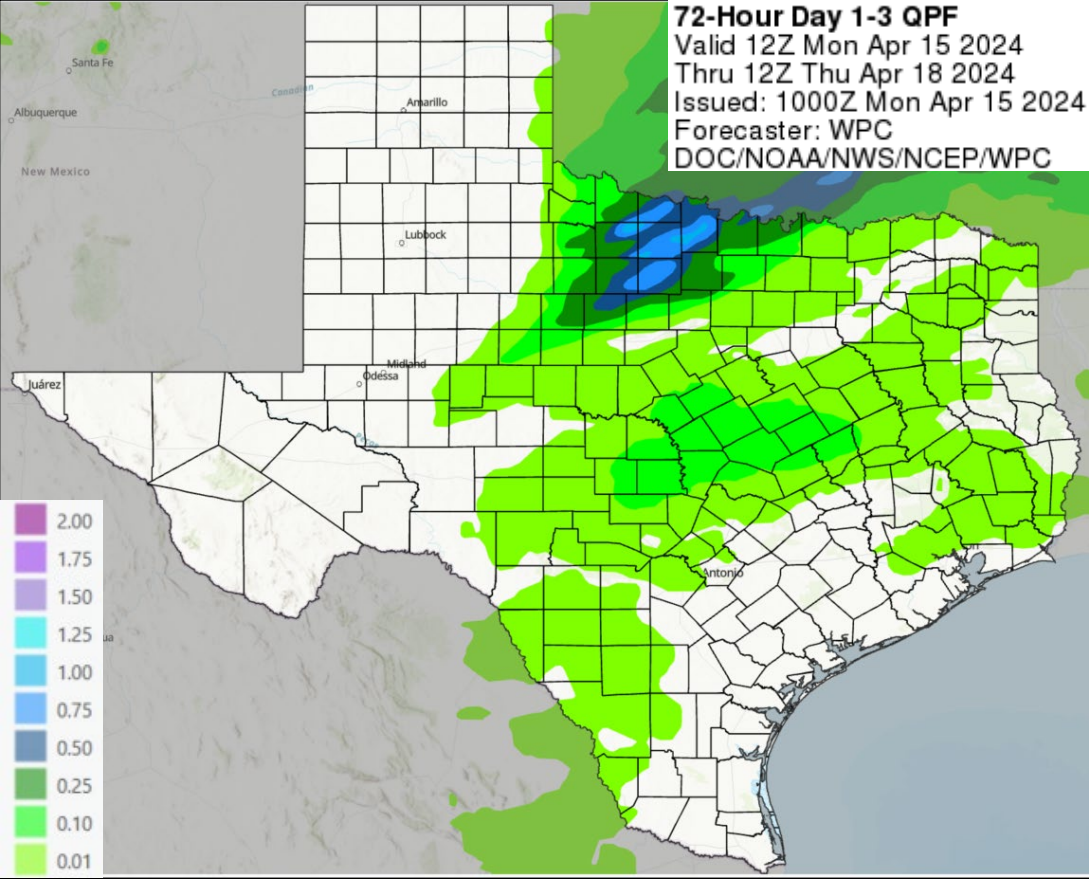 72-Hour Day 1-3 QPF
Valid 12Z Mon Apr 15 2024
Thru 12Z Thu Apr 18 2024
Issued: 1000Z Mon Apr 15 2024
Forecaster: WPC
DOC/NOAA/NWS/NCEP/WPC
Santa Fe
Canadian
Amarillo
Albuquerque
New Mexico
Lubbock
Midland
Odessa
Juárez
Pecos
2.00
1.75
1.50
1.25
1.00
0.75
0.50
0.25
0.10
0.01
Antonio
ua